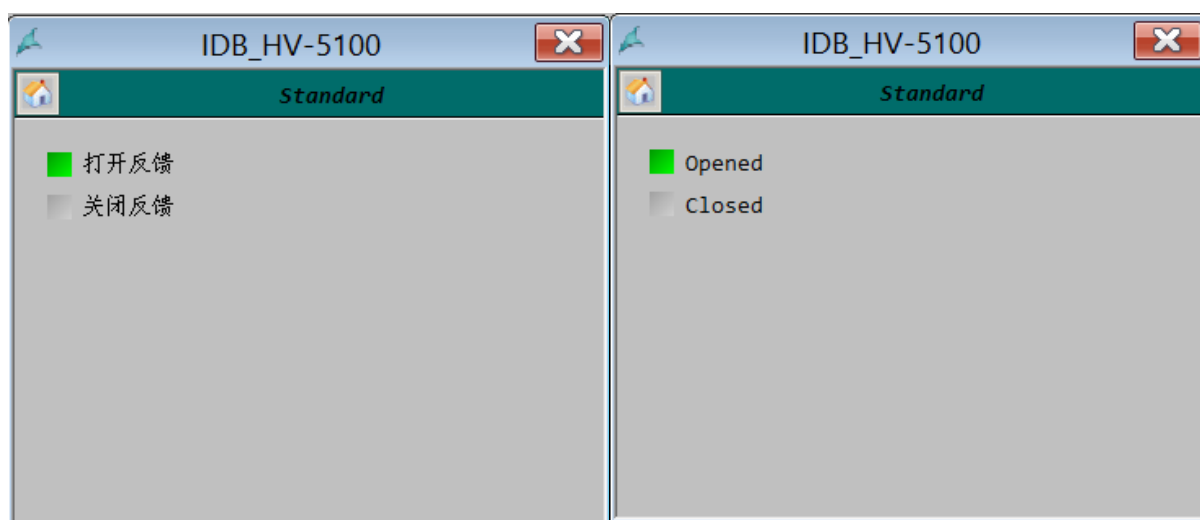 IDB_HV-5100
Standard
打开反馈
关闭反馈
IDB_HV-5100
Standard
Opened
Closed